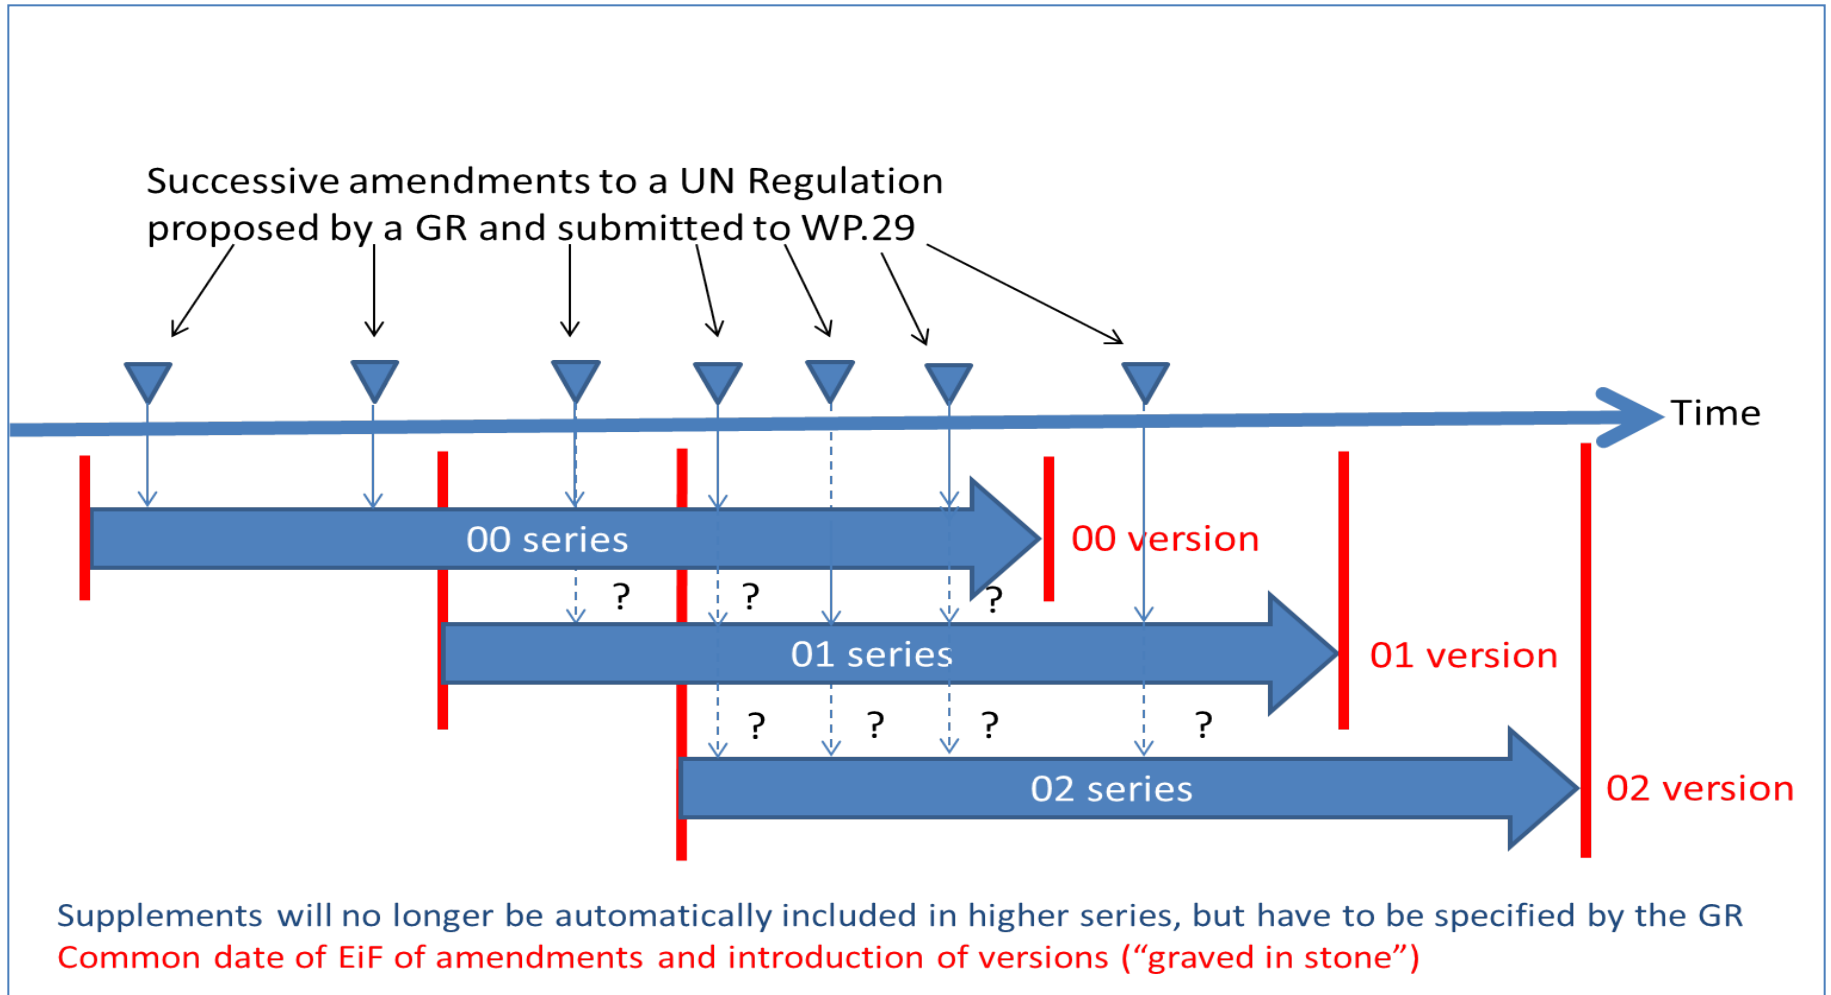 Successive amendments to a UN Regulation
proposed by a GR and submitted to WP.29
Time
00 series
00 version
?
?
?
01 series
01 version
?
?
?
?
02 series
02 version
Supplements will no longer be automatically included in higher series, but have to be specified by the GR
Common date of EiF of amendments and introduction of versions (“graved in stone”)